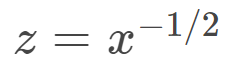 z = x^{-1/2}